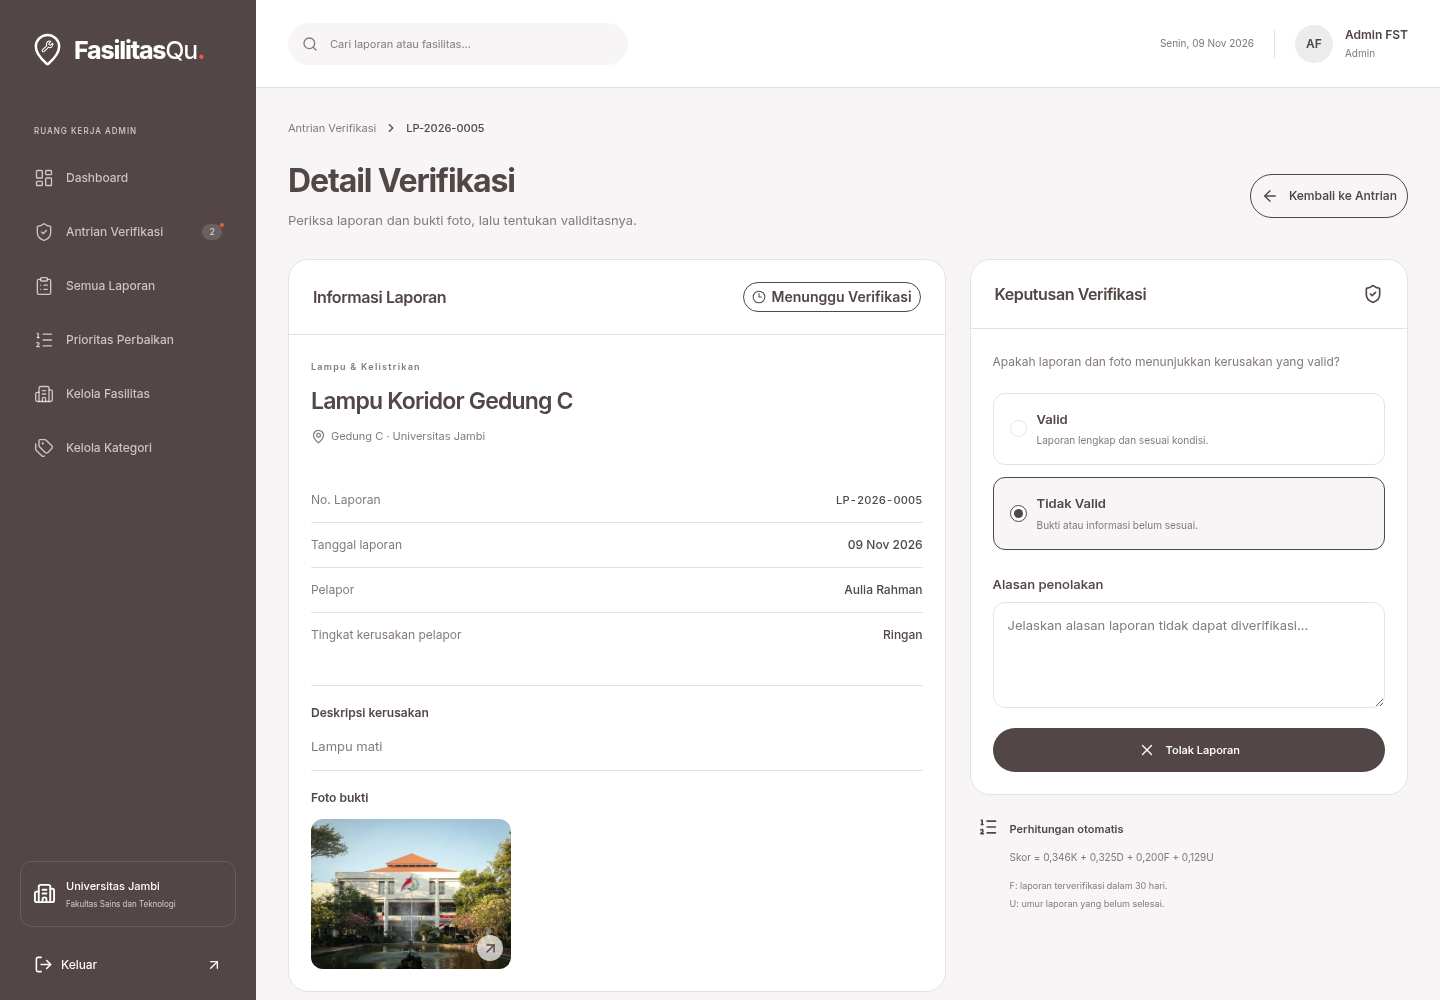 FasilitasQu.
Cari laporan atau fasilitas...
Senin, 09 Nov 2026
AF
Admin FST
Admin
RUANG KERJA ADMIN
Dashboard
Antrian Verifikasi
2
Semua Laporan
Prioritas Perbaikan
Kelola Fasilitas
Kelola Kategori
Universitas Jambi
Fakultas Sains dan Teknologi
Keluar
Antrian Verifikasi
LP-2026-0005
Detail Verifikasi
Periksa laporan dan bukti foto, lalu tentukan validitasnya.
Kembali ke Antrian
Informasi Laporan
Menunggu Verifikasi
Lampu & Kelistrikan
Lampu Koridor Gedung C
Gedung C · Universitas Jambi
No. Laporan
LP-2026-0005
Tanggal laporan
09 Nov 2026
Pelapor
Aulia Rahman
Tingkat kerusakan pelapor
Ringan
Deskripsi kerusakan
Lampu mati
Foto bukti
Keputusan Verifikasi
Apakah laporan dan foto menunjukkan kerusakan yang valid?
Valid
Laporan lengkap dan sesuai kondisi.
Tidak Valid
Bukti atau informasi belum sesuai.
Alasan penolakan
Jelaskan alasan laporan tidak dapat diverifikasi...
Tolak Laporan
Perhitungan otomatis
Skor = 0,346K + 0,325D + 0,200F + 0,129U
F: laporan terverifikasi dalam 30 hari.
U: umur laporan yang belum selesai.